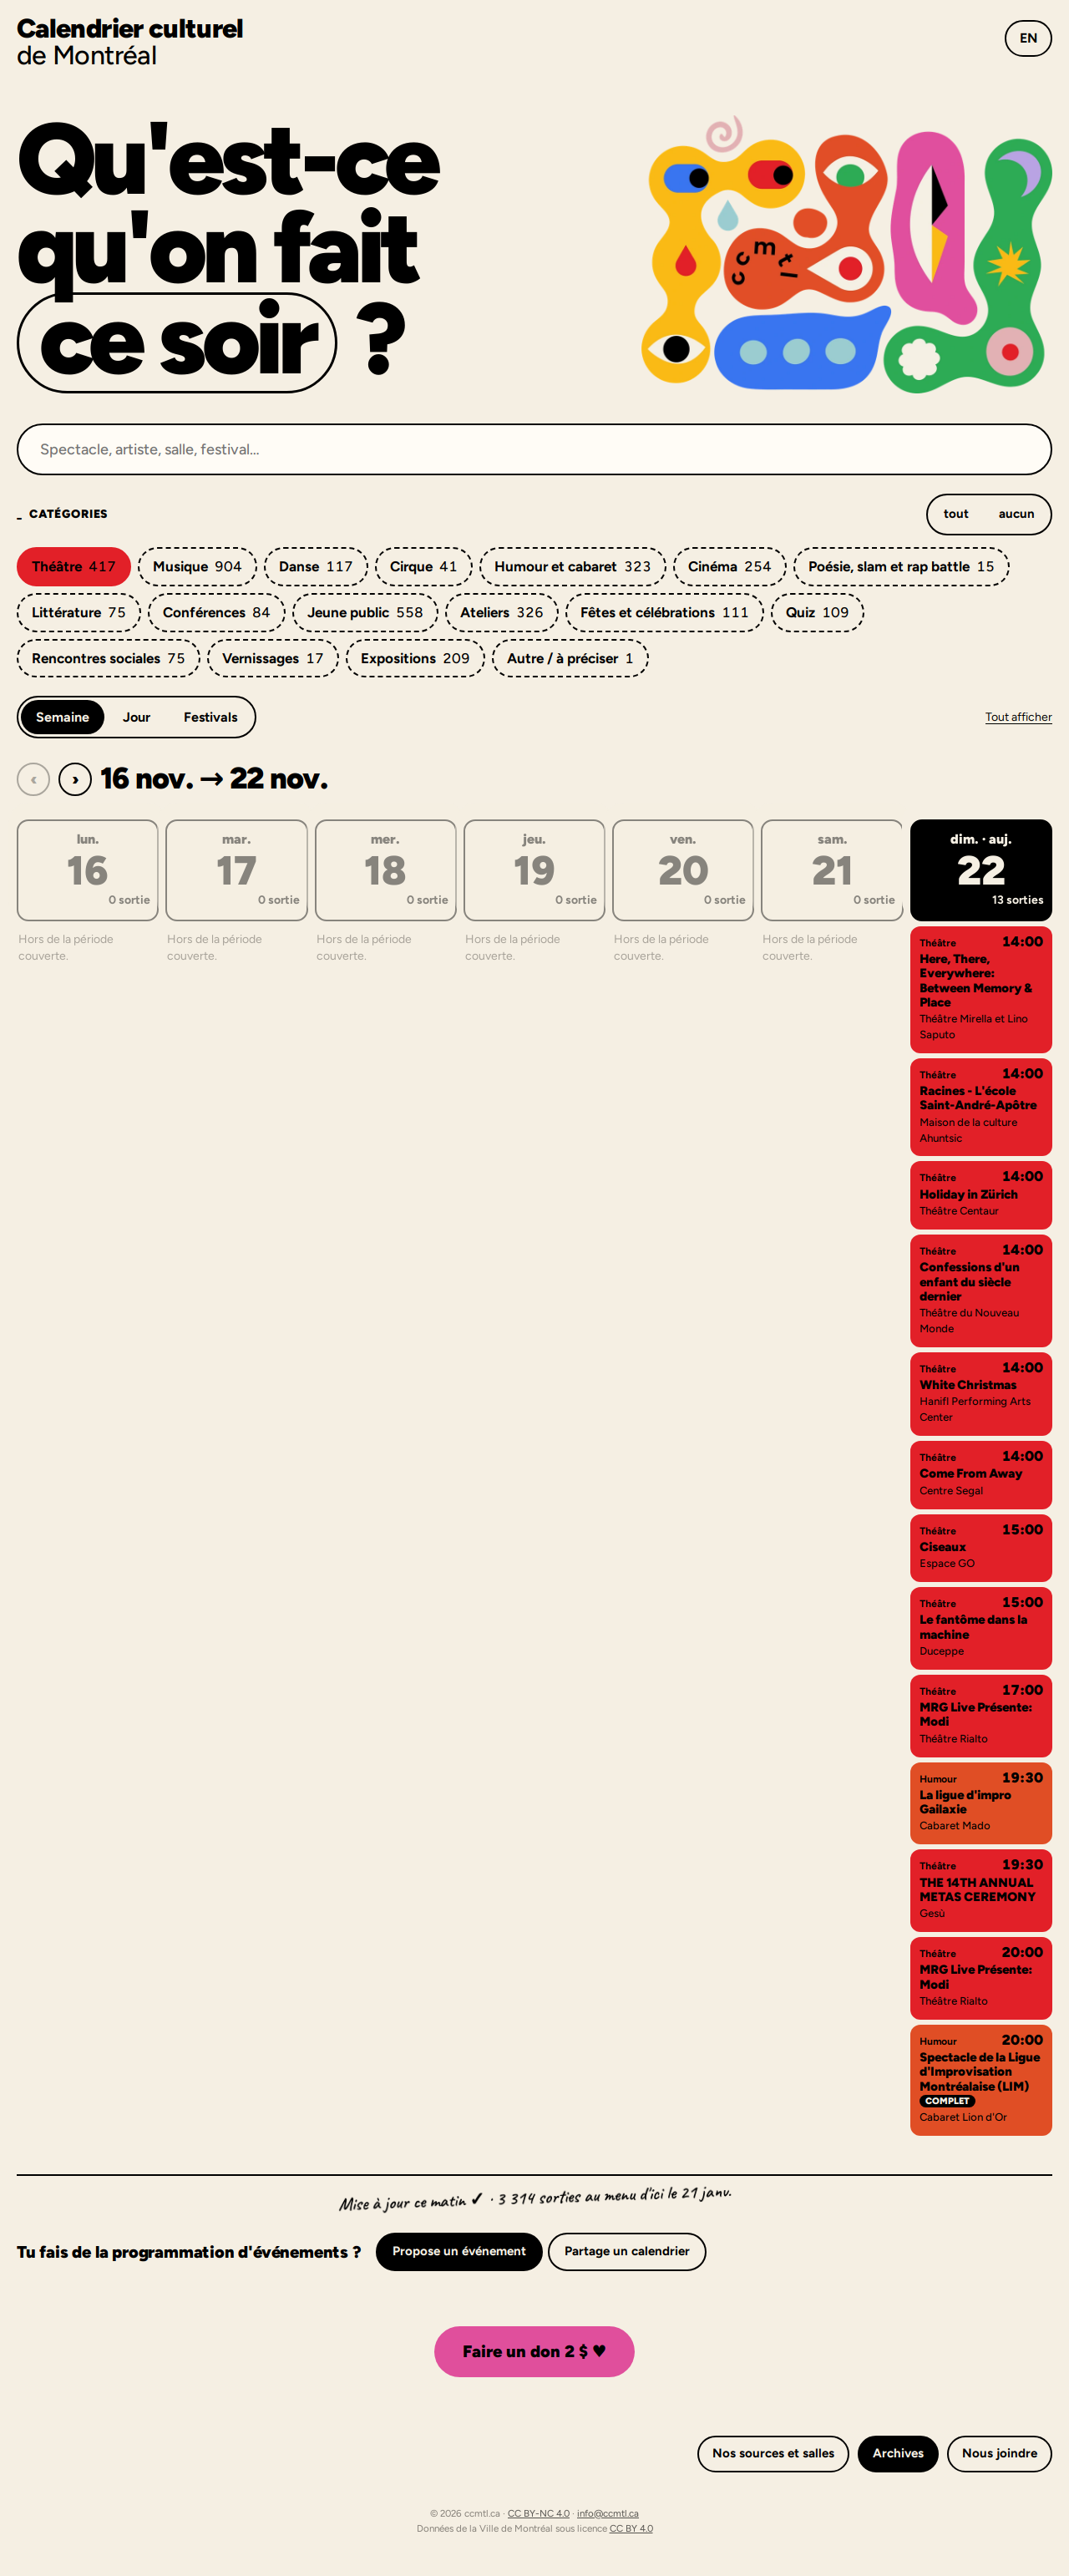 Calendrier culturel
de Montréal
EN
Qu'est-ce
qu'on fait
ce soir ?
ccmtl
Spectacle, artiste, salle, festival...
_ CATÉGORIES
tout aucun
Théâtre 417 Musique 904 Danse 117 Cirque 41 Humour et cabaret 323 Cinéma 254 Poésie, slam et rap battle 15
Littérature 75 Conférences 84 Jeune public 558 Ateliers 326 Fêtes et célébrations 111 Quiz 109
Rencontres sociales 75 Vernissages 17 Expositions 209 Autre / à préciser 1
Semaine Jour Festivals
Tout afficher
‹ › 16 nov. → 22 nov.
lun.
16
0 sortie
Hors de la période
couverte.
mar.
17
0 sortie
Hors de la période
couverte.
mer.
18
0 sortie
Hors de la période
couverte.
jeu.
19
0 sortie
Hors de la période
couverte.
ven.
20
0 sortie
Hors de la période
couverte.
sam.
21
0 sortie
Hors de la période
couverte.
dim. · auj.
22
13 sorties
Théâtre 14:00
Here, There,
Everywhere:
Between Memory &
Place
Théâtre Mirella et Lino
Saputo
Théâtre 14:00
Racines - L'école
Saint-André-Apôtre
Maison de la culture
Ahuntsic
Théâtre 14:00
Holiday in Zürich
Théâtre Centaur
Théâtre 14:00
Confessions d'un
enfant du siècle
dernier
Théâtre du Nouveau
Monde
Théâtre 14:00
White Christmas
Hanifi Performing Arts
Center
Théâtre 14:00
Come From Away
Centre Segal
Théâtre 15:00
Ciseaux
Espace GO
Théâtre 15:00
Le fantôme dans la
machine
Duceppe
Théâtre 17:00
MRG Live Présente:
Modi
Théâtre Rialto
Humour 19:30
La ligue d'impro
Gailaxie
Cabaret Mado
Théâtre 19:30
THE 14TH ANNUAL
METAS CEREMONY
Gesù
Théâtre 20:00
MRG Live Présente:
Modi
Théâtre Rialto
Humour 20:00
Spectacle de la Ligue
d'Improvisation
Montréalaise (LIM)
COMPLET
Cabaret Lion d'Or
Mise à jour ce matin ✓ · 3 314 sorties au menu d'ici le 21 janv.
Tu fais de la programmation d'événements ? Propose un événement Partage un calendrier
Faire un don 2 $ ♥
Nos sources et salles Archives Nous joindre
© 2026 ccmtl.ca · CC BY-NC 4.0 · info@ccmtl.ca
Données de la Ville de Montréal sous licence CC BY 4.0